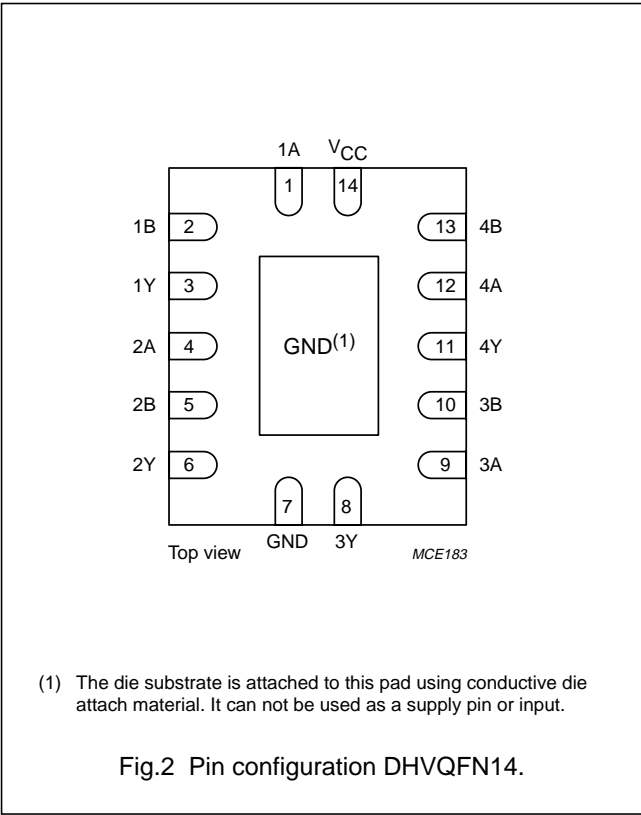 1A VCC
1 14
1B 2 13 4B
1Y 3 12 4A
2A 4 GND(1) 11 4Y
2B 5 10 3B
2Y 6 9 3A
7 8
Top view GND 3Y MCE183
(1) The die substrate is attached to this pad using conductive die
attach material. It can not be used as a supply pin or input.
Fig.2 Pin configuration DHVQFN14.